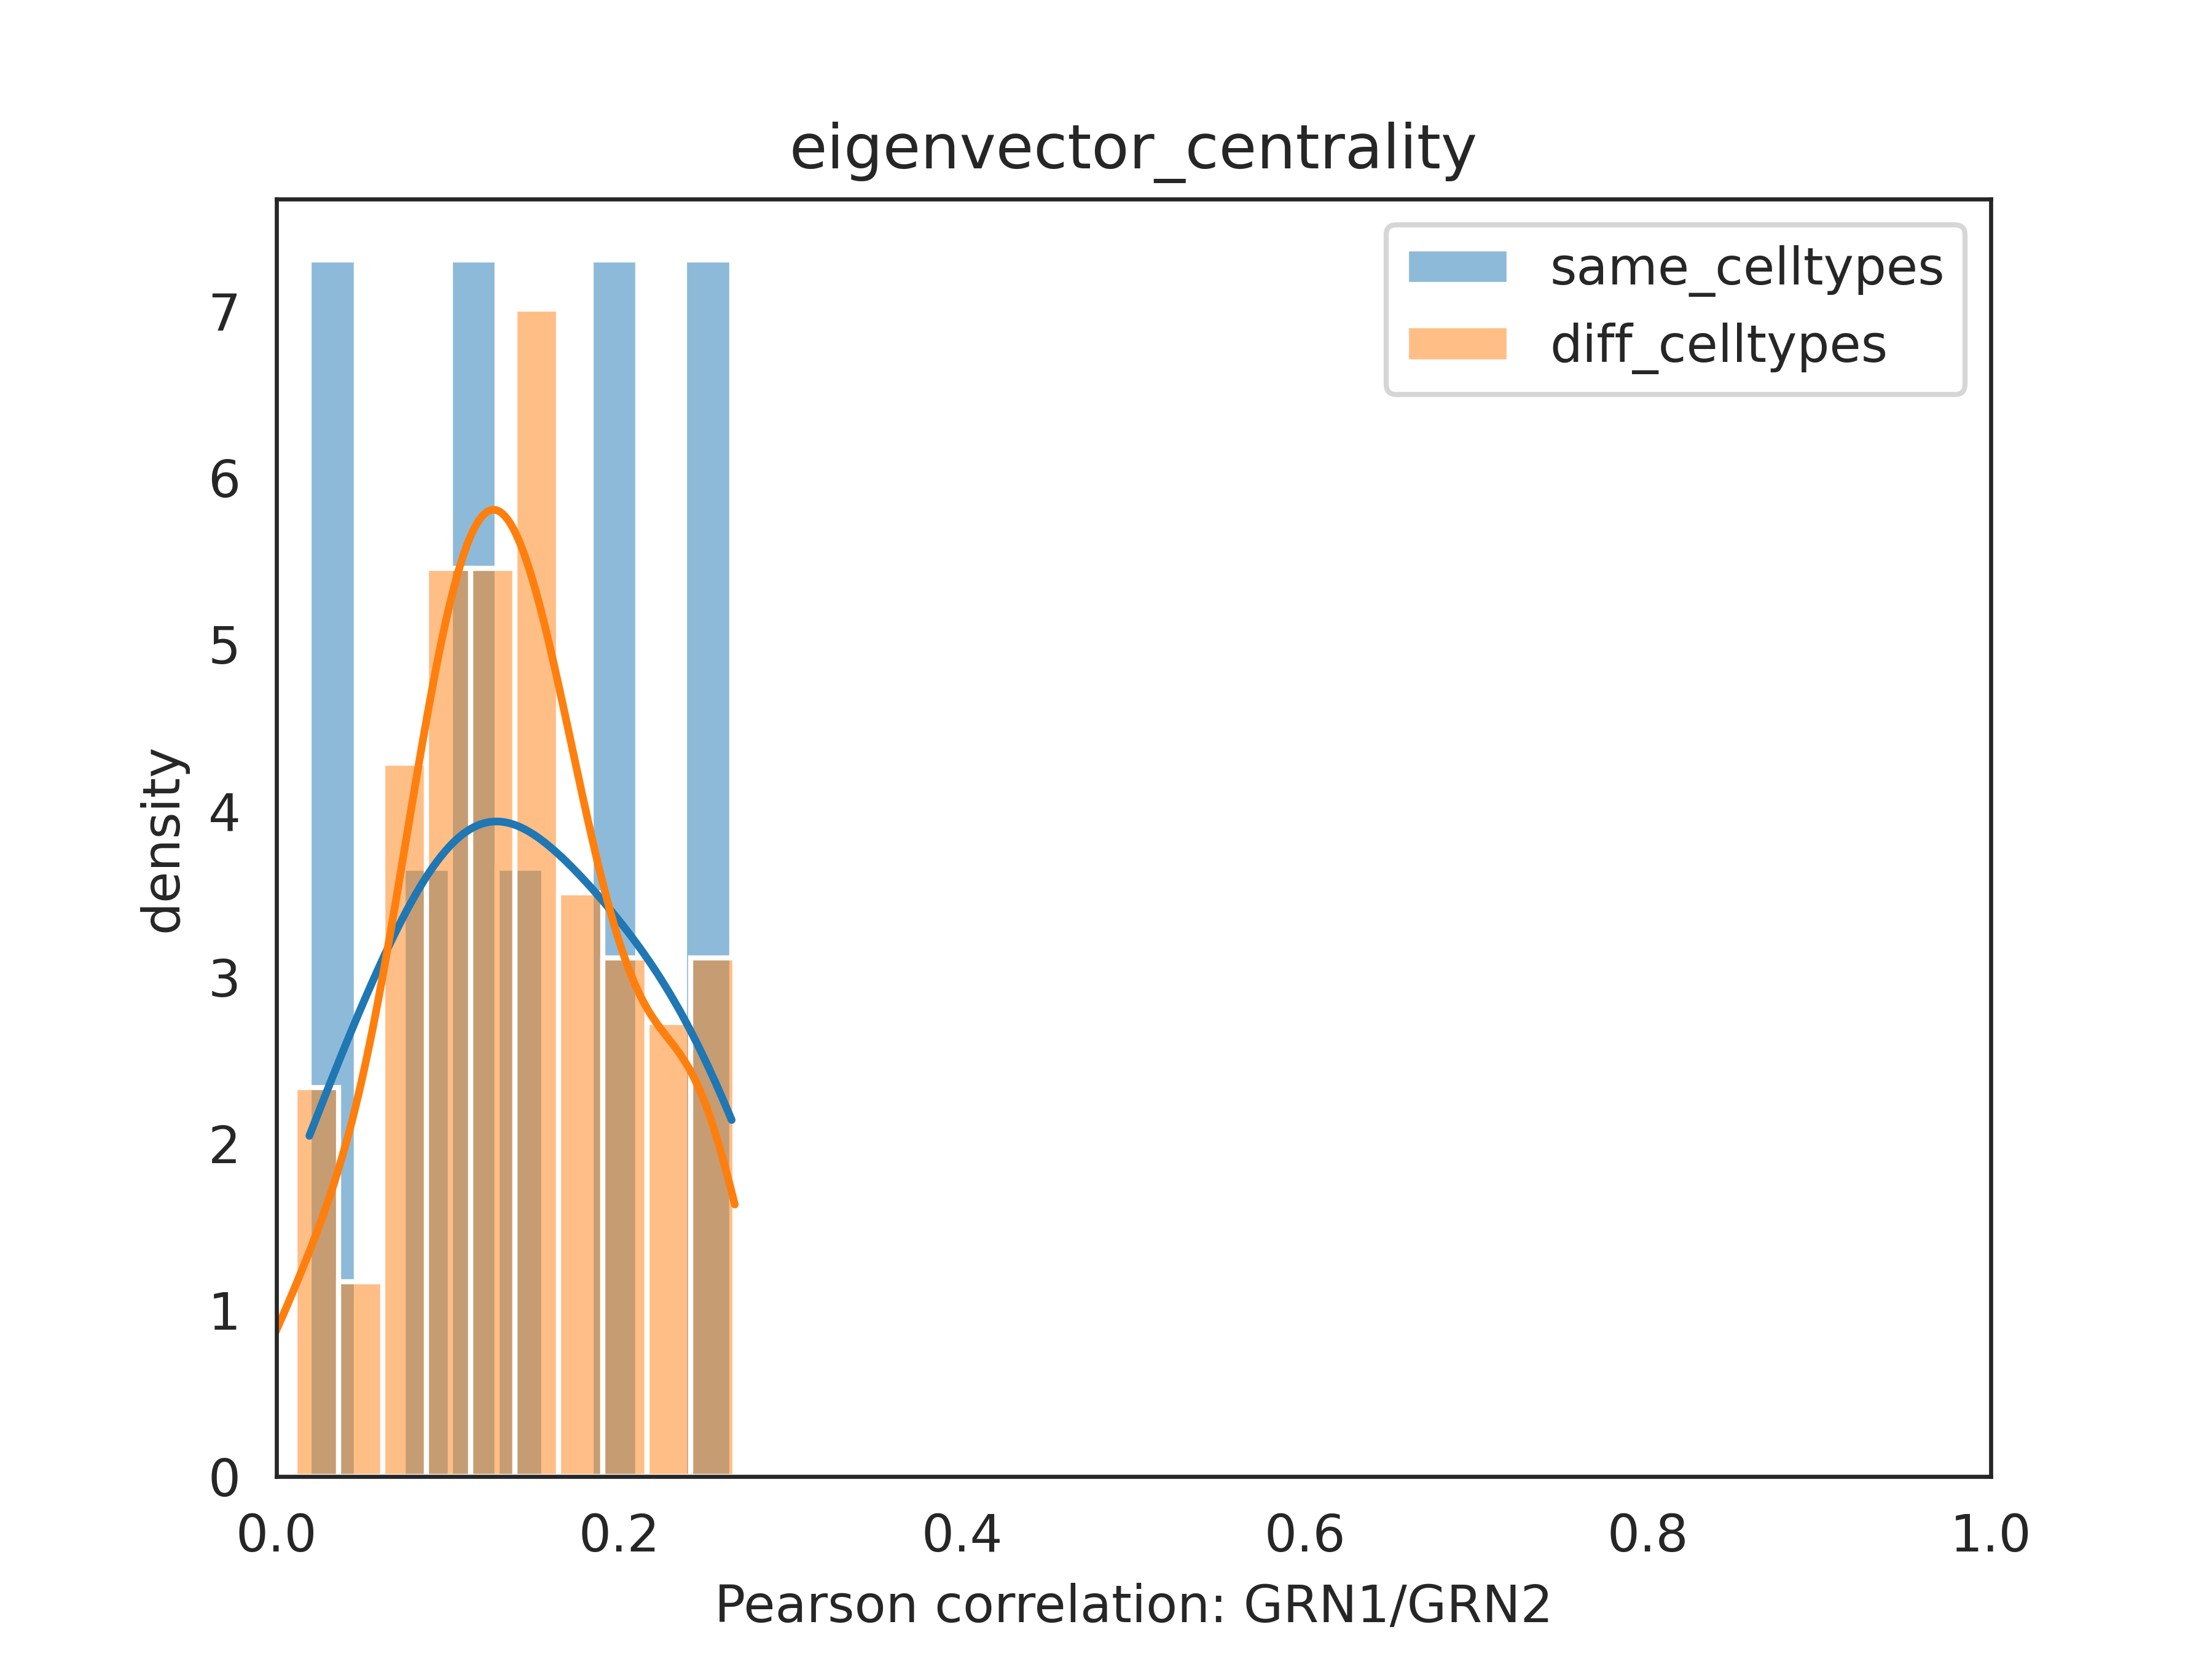 eigenvector_centrality
same_celltypes
diff_celltypes
7
6
5
4
3
2
1
0
density
0.0 0.2 0.4 0.6 0.8 1.0
Pearson correlation: GRN1/GRN2